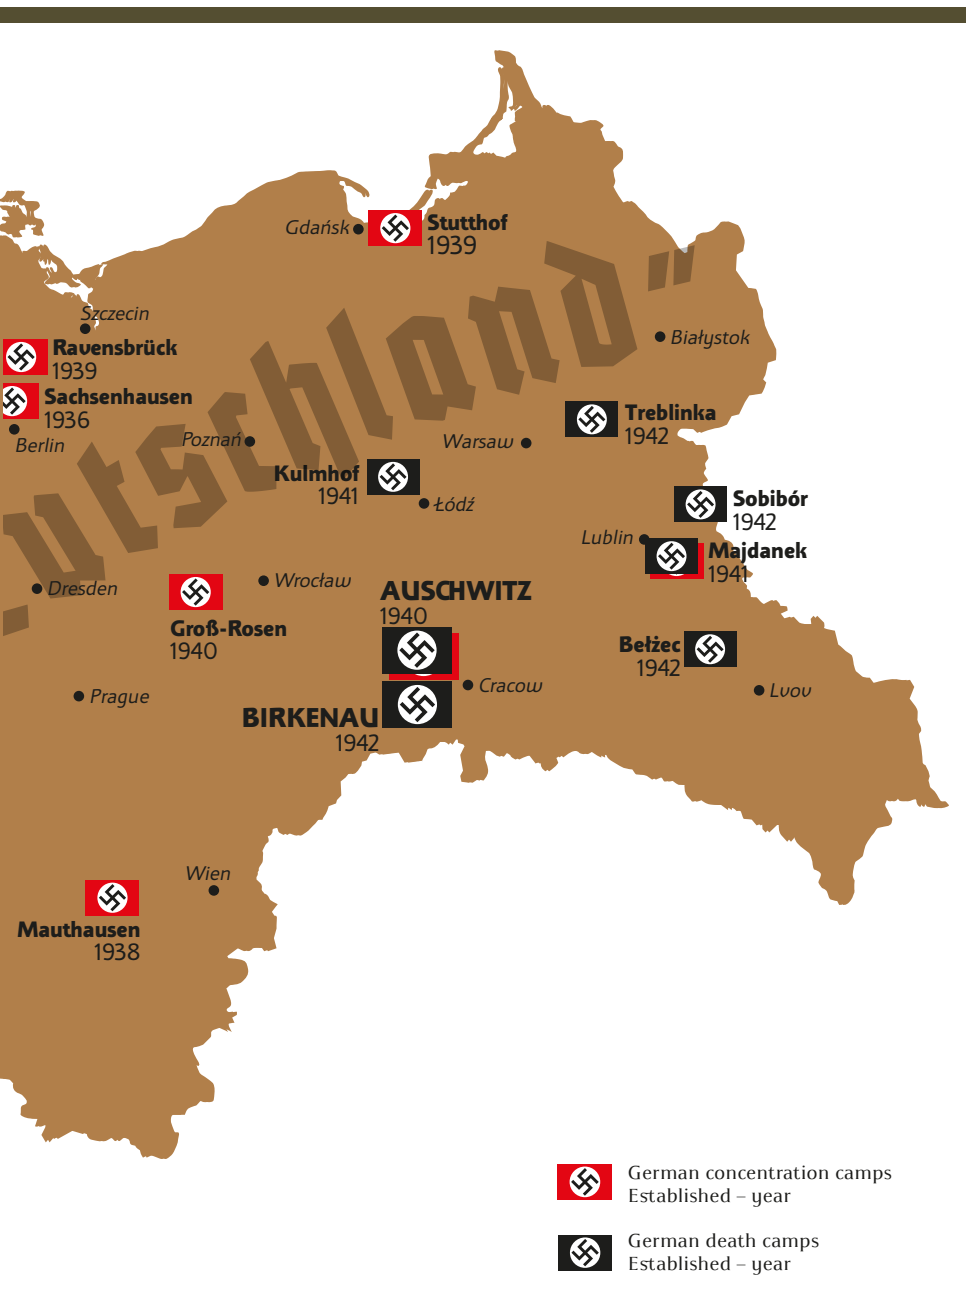 Gdańsk
Stutthof
1939
utschland”
Szczecin
Białystok
Ravensbrück
1939
Sachsenhausen
1936
Treblinka
1942
Berlin
Poznań
Warsaw
Kulmhof
1941
Łódź
Sobibór
1942
Lublin
Majdanek
1941
Dresden
Wrocław
AUSCHWITZ
1940
Groß-Rosen
1940
Bełżec
1942
Prague
Cracow
Lvov
BIRKENAU
1942
Wien
Mauthausen
1938
German concentration camps
Established – year
German death camps
Established – year